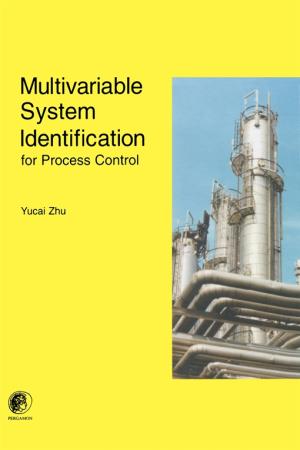 Multivariable
System
Identification
for Process Control
Yucai Zhu
PERGAMON